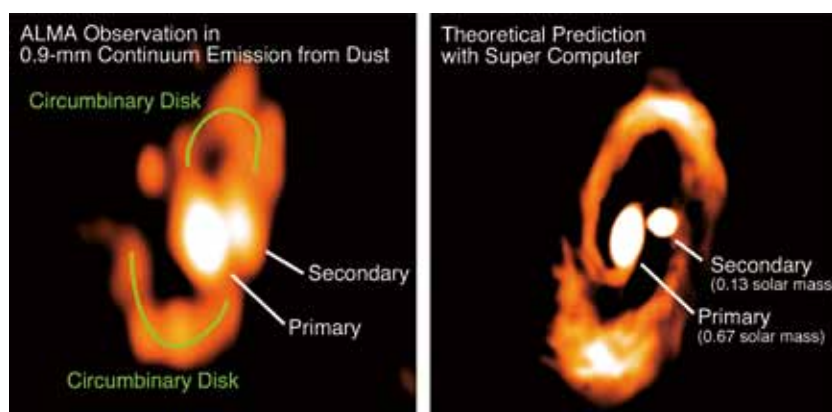 ALMA Observation in
0.9-mm Continuum Emission from Dust
Circumbinary Disk
Secondary
Primary
Circumbinary Disk
Theoretical Prediction
with Super Computer
Secondary
(0.13 solar mass)
Primary
(0.67 solar mass)